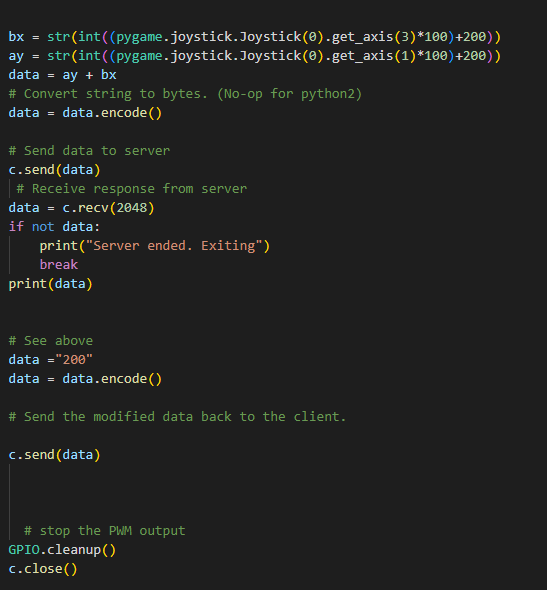 bx = str(int((pygame.joystick.Joystick(0).get_axis(3)*100)+200))
ay = str(int((pygame.joystick.Joystick(0).get_axis(1)*100)+200))
data = ay + bx
# Convert string to bytes. (No-op for python2)
data = data.encode()
# Send data to server
c.send(data)
# Receive response from server
data = c.recv(2048)
if not data:
print("Server ended. Exiting")
break
print(data)
# See above
data ="200"
data = data.encode()
# Send the modified data back to the client.
c.send(data)
# stop the PWM output
GPIO.cleanup()
c.close()